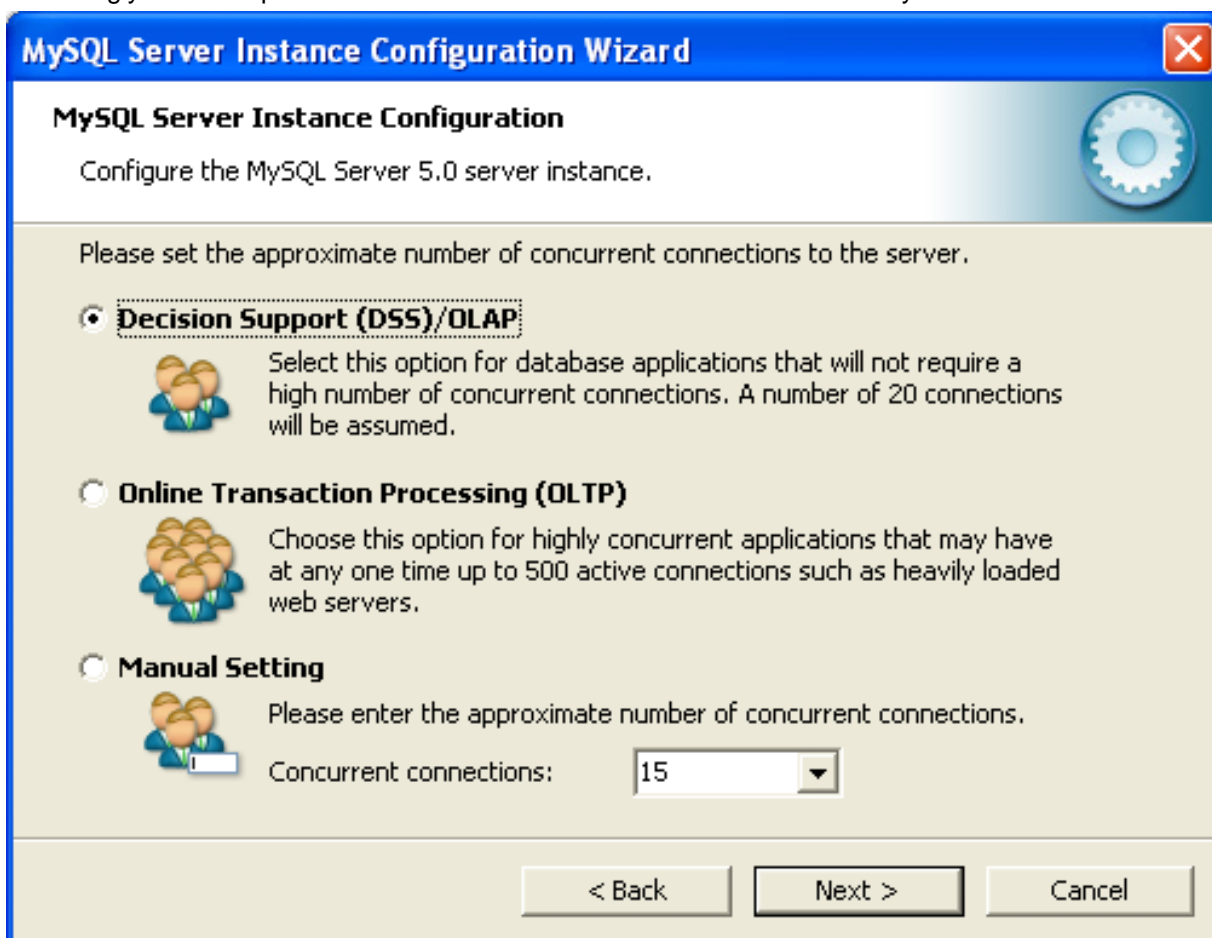 MySQL Server Instance Configuration Wizard
MySQL Server Instance Configuration
Configure the MySQL Server 5.0 server instance.
Please set the approximate number of concurrent connections to the server.
Decision Support (DSS)/OLAP
Select this option for database applications that will not require a
high number of concurrent connections. A number of 20 connections
will be assumed.
Online Transaction Processing (OLTP)
Choose this option for highly concurrent applications that may have
at any one time up to 500 active connections such as heavily loaded
web servers.
Manual Setting
Please enter the approximate number of concurrent connections.
Concurrent connections: 15
< Back Next > Cancel